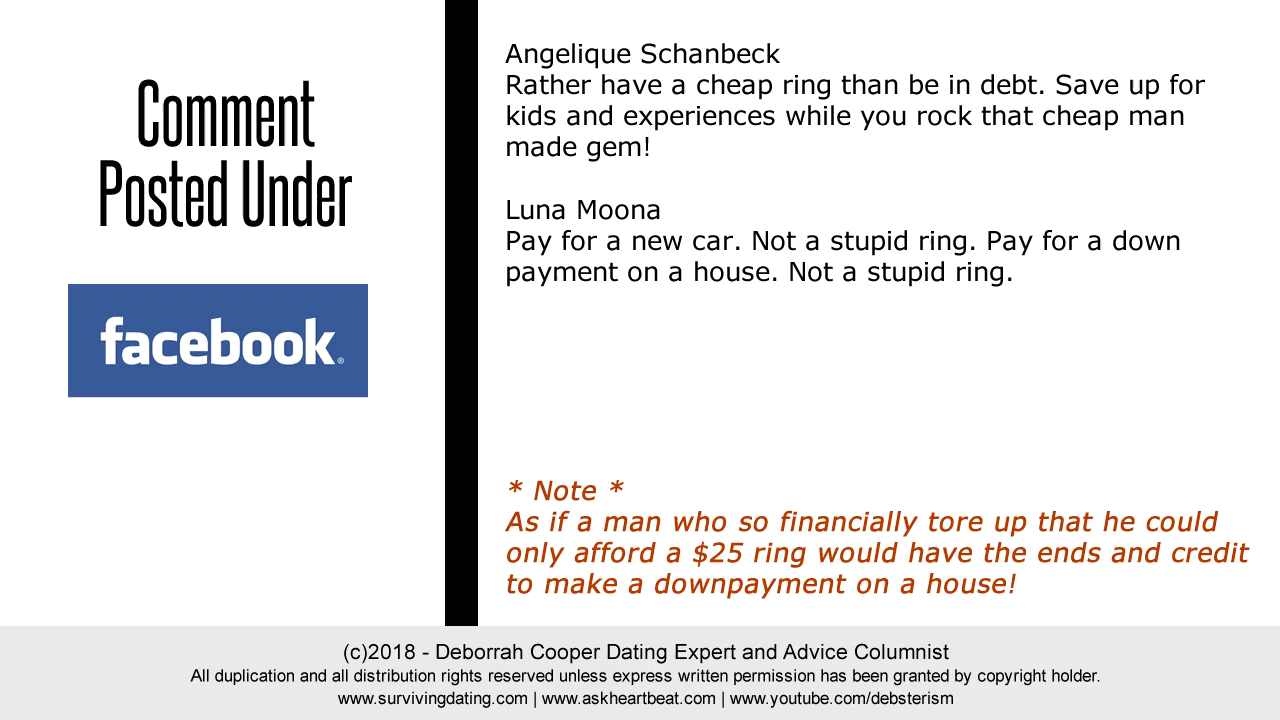 Comment
Posted Under
facebook®
Angelique Schanbeck
Rather have a cheap ring than be in debt. Save up for
kids and experiences while you rock that cheap man
made gem!
Luna Moona
Pay for a new car. Not a stupid ring. Pay for a down
payment on a house. Not a stupid ring.
* Note *
As if a man who so financially tore up that he could
only afford a $25 ring would have the ends and credit
to make a downpayment on a house!
(c)2018 - Deborrah Cooper Dating Expert and Advice Columnist
All duplication and all distribution rights reserved unless express written permission has been granted by copyright holder.
www.survivingdating.com | www.askheartbeat.com | www.youtube.com/debsterism